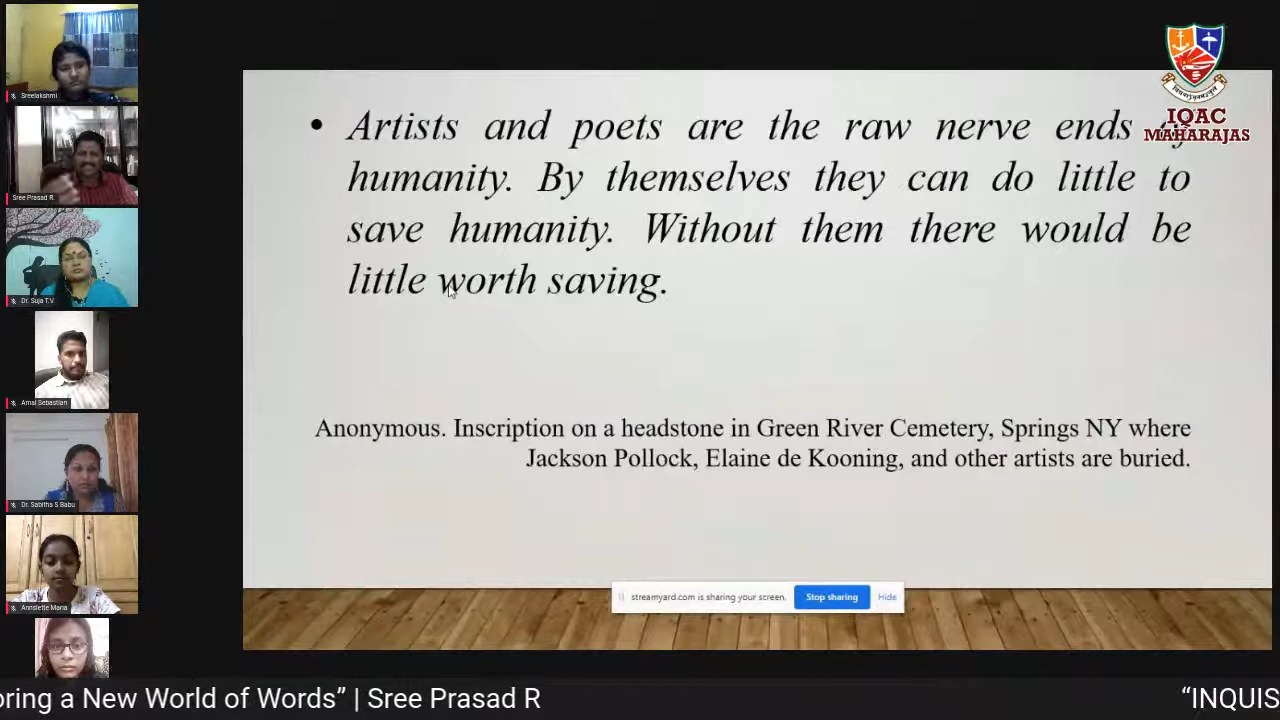 Sreelakshmi
Sree Prasad R.
Dr. Suja T.V
Amal Sebastian
Dr. Sabitha S Babu
Annslette Maria
IQAC
MAHARAJAS
• Artists and poets are the raw nerve ends
humanity. By themselves they can do little to
save humanity. Without them there would be
little worth saving.
Anonymous. Inscription on a headstone in Green River Cemetery, Springs NY where
Jackson Pollock, Elaine de Kooning, and other artists are buried.
streamyard.com is sharing your screen.
Stop sharing
Hide
oring a New World of Words” | Sree Prasad R
“INQUIS